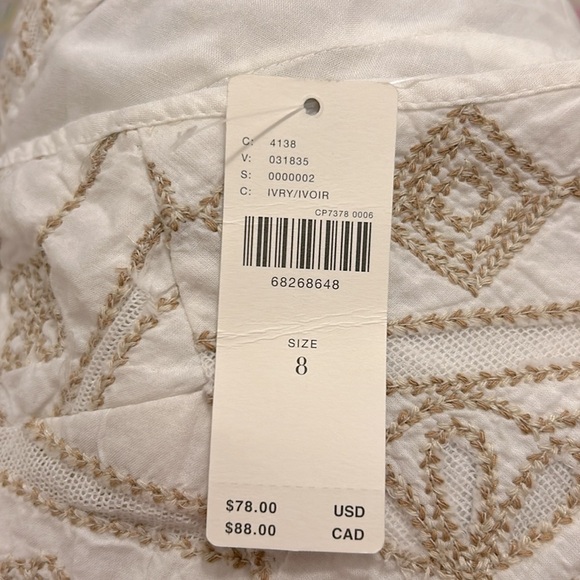 C: 4138
V: 031835
S: 0000002
C: IVRY/IVOIR
CP7378 0006
68268648
SIZE
8
$78.00 USD
$88.00 CAD